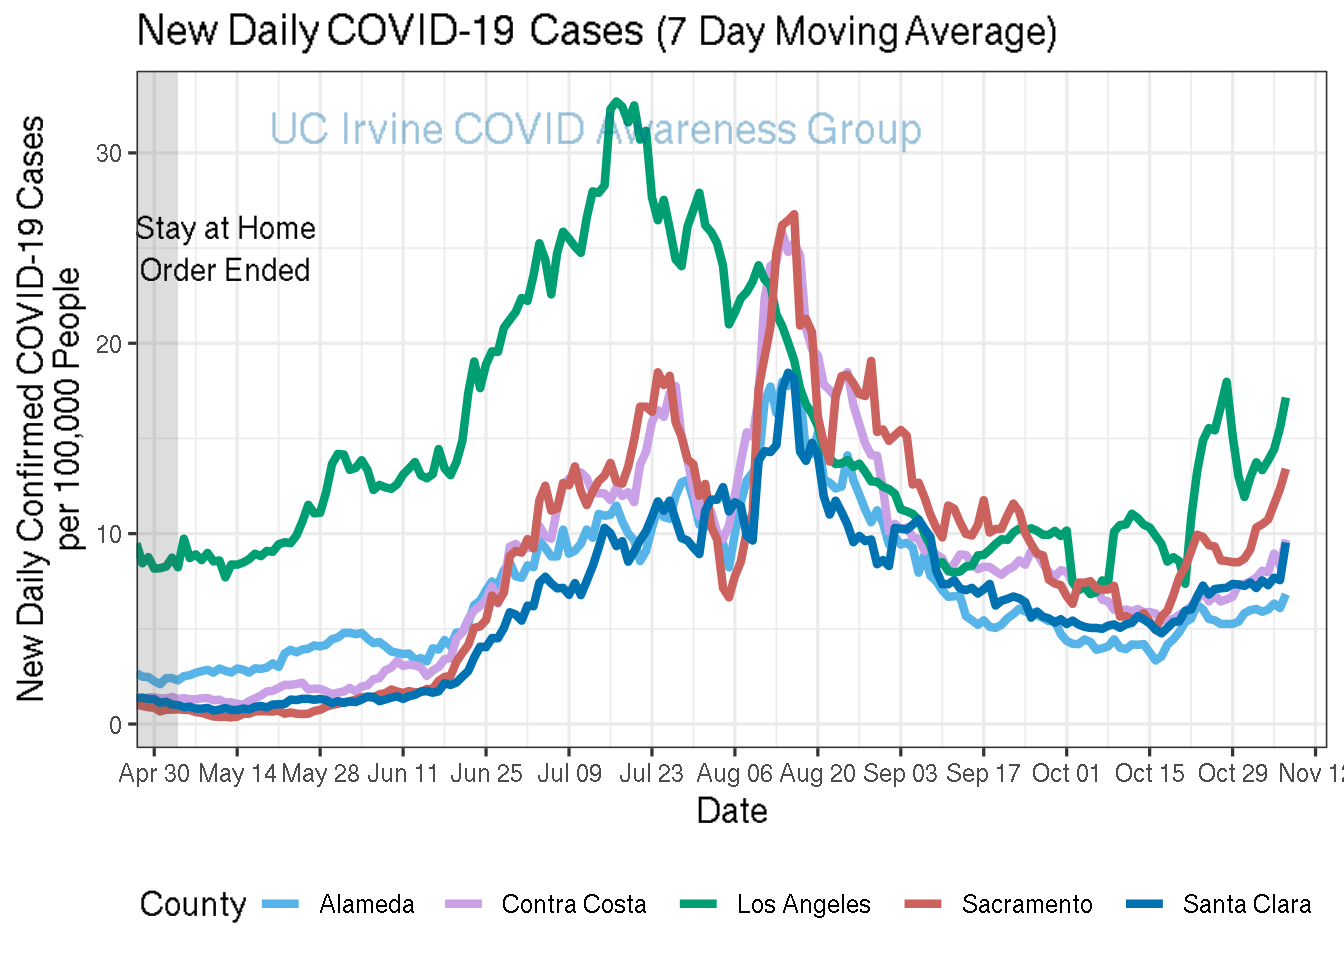 New Daily COVID-19 Cases (7 Day Moving Average)
UC Irvine COVID Awareness Group
Stay at Home
Order Ended
New Daily Confirmed COVID-19 Cases
per 100,000 People
30
20
10
0
Apr 30 May 14 May 28 Jun 11 Jun 25 Jul 09 Jul 23 Aug 06 Aug 20 Sep 03 Sep 17 Oct 01 Oct 15 Oct 29 Nov 12
Date
County Alameda Contra Costa Los Angeles Sacramento Santa Clara